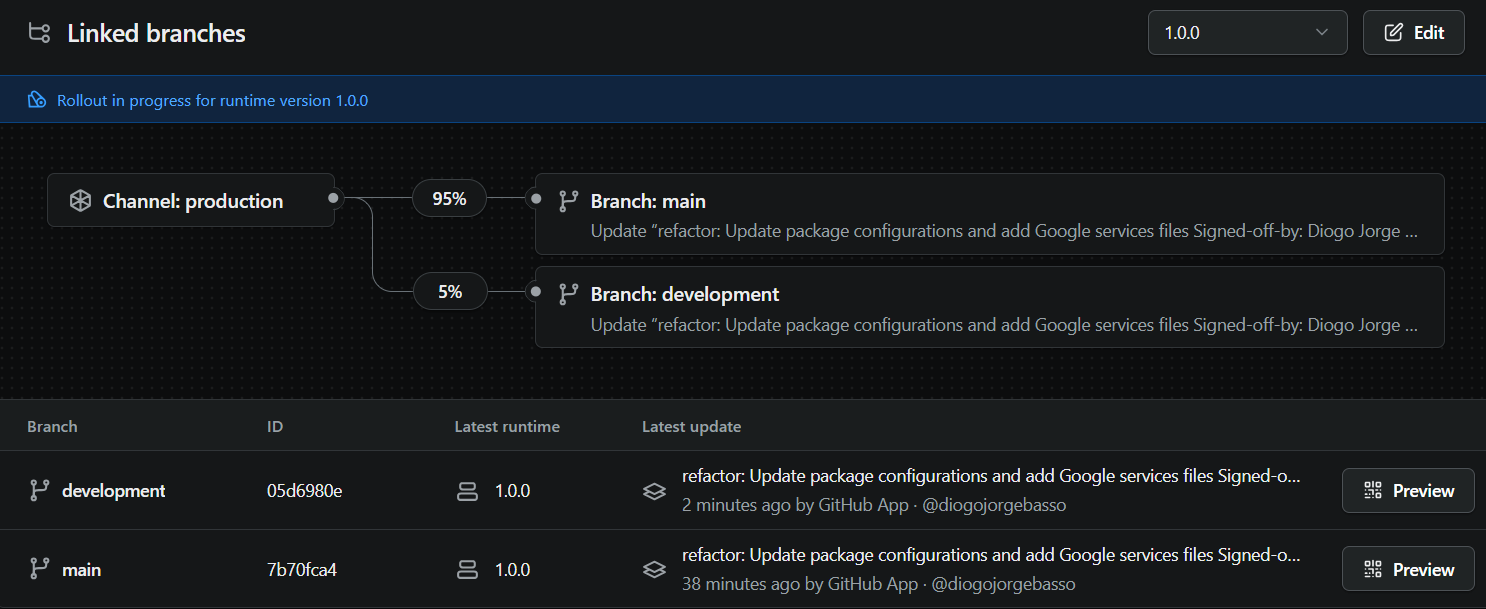 Linked branches
1.0.0
Edit
Rollout in progress for runtime version 1.0.0
Channel: production
95%
Branch: main
Update “refactor: Update package configurations and add Google services files Signed-off-by: Diogo Jorge ...
5%
Branch: development
Update “refactor: Update package configurations and add Google services files Signed-off-by: Diogo Jorge ...
Branch ID Latest runtime Latest update
development 05d6980e 1.0.0 refactor: Update package configurations and add Google services files Signed-o...
2 minutes ago by GitHub App · @diogojorgebasso
Preview
main 7b70fca4 1.0.0 refactor: Update package configurations and add Google services files Signed-o...
38 minutes ago by GitHub App · @diogojorgebasso
Preview